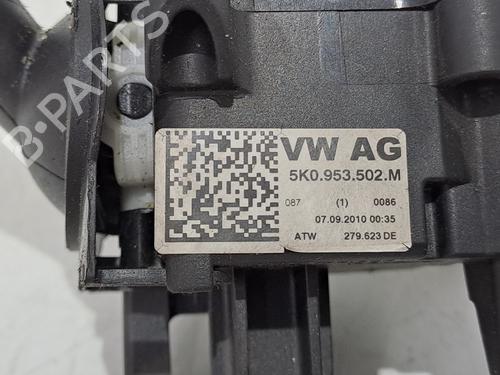 B-PARTS
VW AG
5K0.953.502.M
087 (1) 0086
07.09.2010 00:35
ATW 279.623 DE